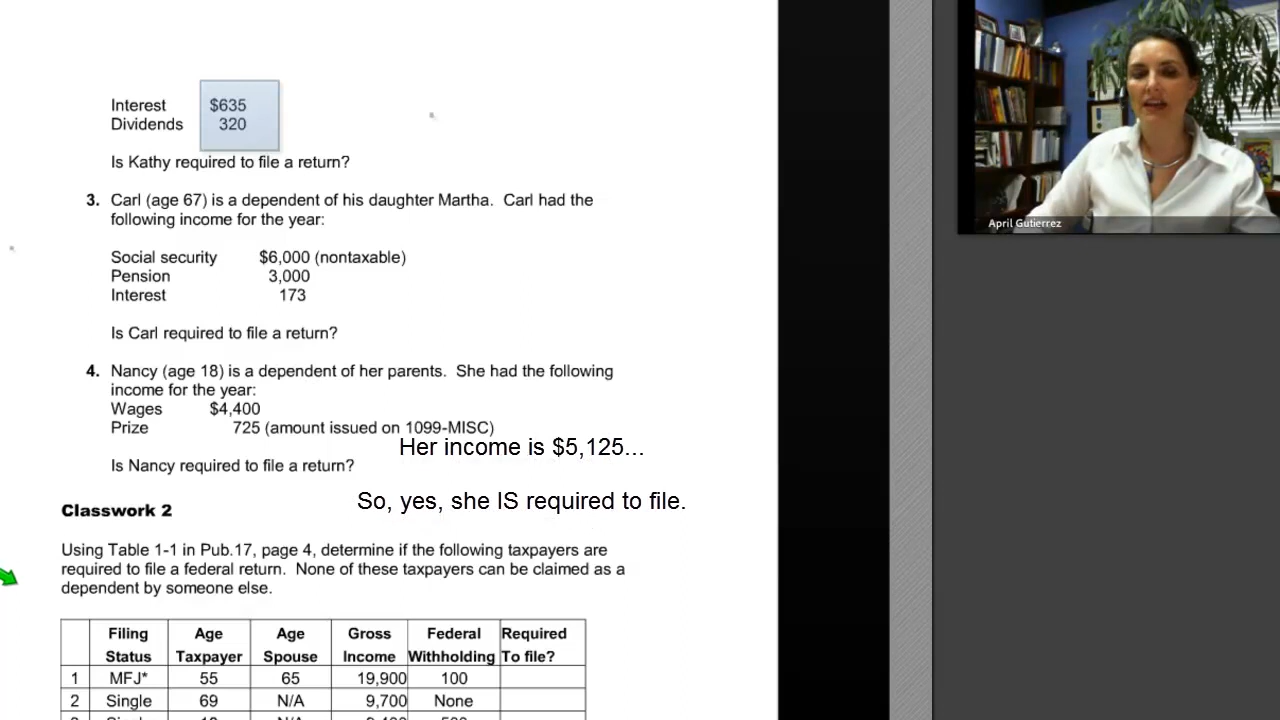 Interest $635
Dividends 320
Is Kathy required to file a return?
3. Carl (age 67) is a dependent of his daughter Martha. Carl had the
following income for the year:
Social security $6,000 (nontaxable)
Pension 3,000
Interest 173
Is Carl required to file a return?
4. Nancy (age 18) is a dependent of her parents. She had the following
income for the year:
Wages $4,400
Prize 725 (amount issued on 1099-MISC)
Her income is $5,125...
Is Nancy required to file a return?
So, yes, she IS required to file.
Classwork 2
Using Table 1-1 in Pub.17, page 4, determine if the following taxpayers are
required to file a federal return. None of these taxpayers can be claimed as a
dependent by someone else.
Filing Age Age Gross Federal Required
Status Taxpayer Spouse Income Withholding To file?
1 MFJ* 55 65 19,900 100
2 Single 69 N/A 9,700 None
April Gutierrez